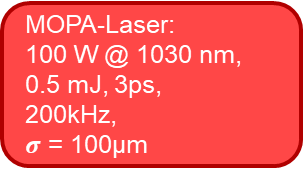 MOPA-Laser:
100 W @ 1030 nm,
0.5 mJ, 3ps,
200kHz,
𝝈 = 100μm